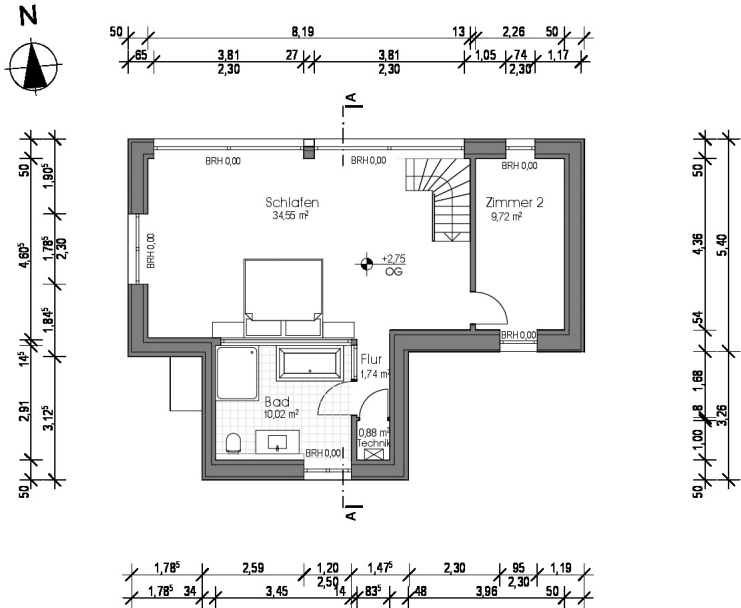 N
50 8,19 13 2,26 50
65 3,81 27 3,81 1,05 74 1,17
2,30 2,30 2,30
A
BRH 0,00 BRH 0,00 BRH 0,00
Schlafen
34,55 m²
Zimmer 2
9,72 m²
BRH 0,00
+2,75
OG
BRH 0,00
Flur
1,74 m²
Bad
10,02 m²
0,88 m²
Technik
BRH 0,00
A
50 4,60⁵ 14⁵ 2,91 50
1,90⁵ 1,78⁵ 1,84⁵ 3,12⁵
2,30
50 4,36 54 1,68 8 1,00 50
5,40 3,26
1,78⁵ 2,59 1,20 1,47⁵ 2,30 95 1,19
2,50 2,30
1,78⁵ 34 3,45 14 83⁵ 48 3,96 50